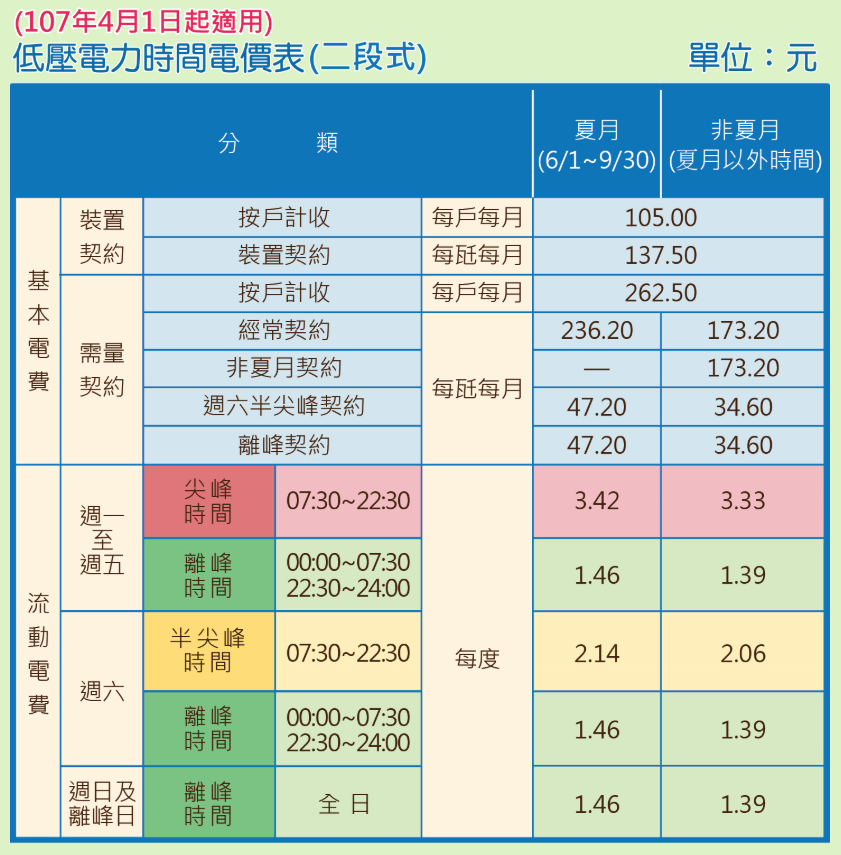 (107年4月1日起適用)
低壓電力時間電價表(二段式)
單位：元
分 類
夏月
(6/1~9/30)
非夏月
(夏月以外時間)
基本電費
裝置
契約
按戶計收
每戶每月
105.00
裝置契約
每瓩每月
137.50
需量
契約
按戶計收
每戶每月
262.50
經常契約
每瓩每月
236.20
173.20
非夏月契約
—
173.20
週六半尖峰契約
47.20
34.60
離峰契約
47.20
34.60
流動電費
週一
至
週五
尖峰
時間
07:30~22:30
每度
3.42
3.33
離峰
時間
00:00~07:30
22:30~24:00
1.46
1.39
週六
半尖峰
時間
07:30~22:30
2.14
2.06
離峰
時間
00:00~07:30
22:30~24:00
1.46
1.39
週日及
離峰日
離峰
時間
全日
1.46
1.39